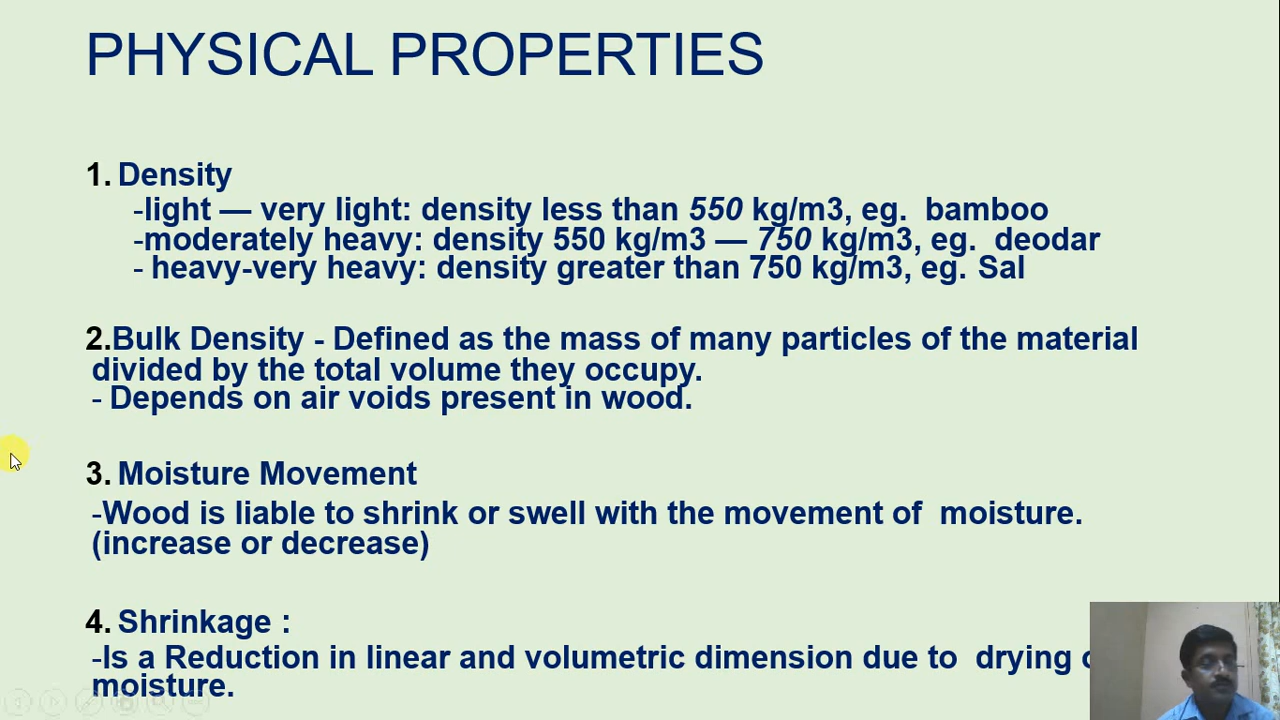 PHYSICAL PROPERTIES
1. Density
-light — very light: density less than 550 kg/m3, eg. bamboo
-moderately heavy: density 550 kg/m3 — 750 kg/m3, eg. deodar
- heavy-very heavy: density greater than 750 kg/m3, eg. Sal
2.Bulk Density - Defined as the mass of many particles of the material
divided by the total volume they occupy.
- Depends on air voids present in wood.
3. Moisture Movement
-Wood is liable to shrink or swell with the movement of moisture.
(increase or decrease)
4. Shrinkage :
-Is a Reduction in linear and volumetric dimension due to drying
moisture.